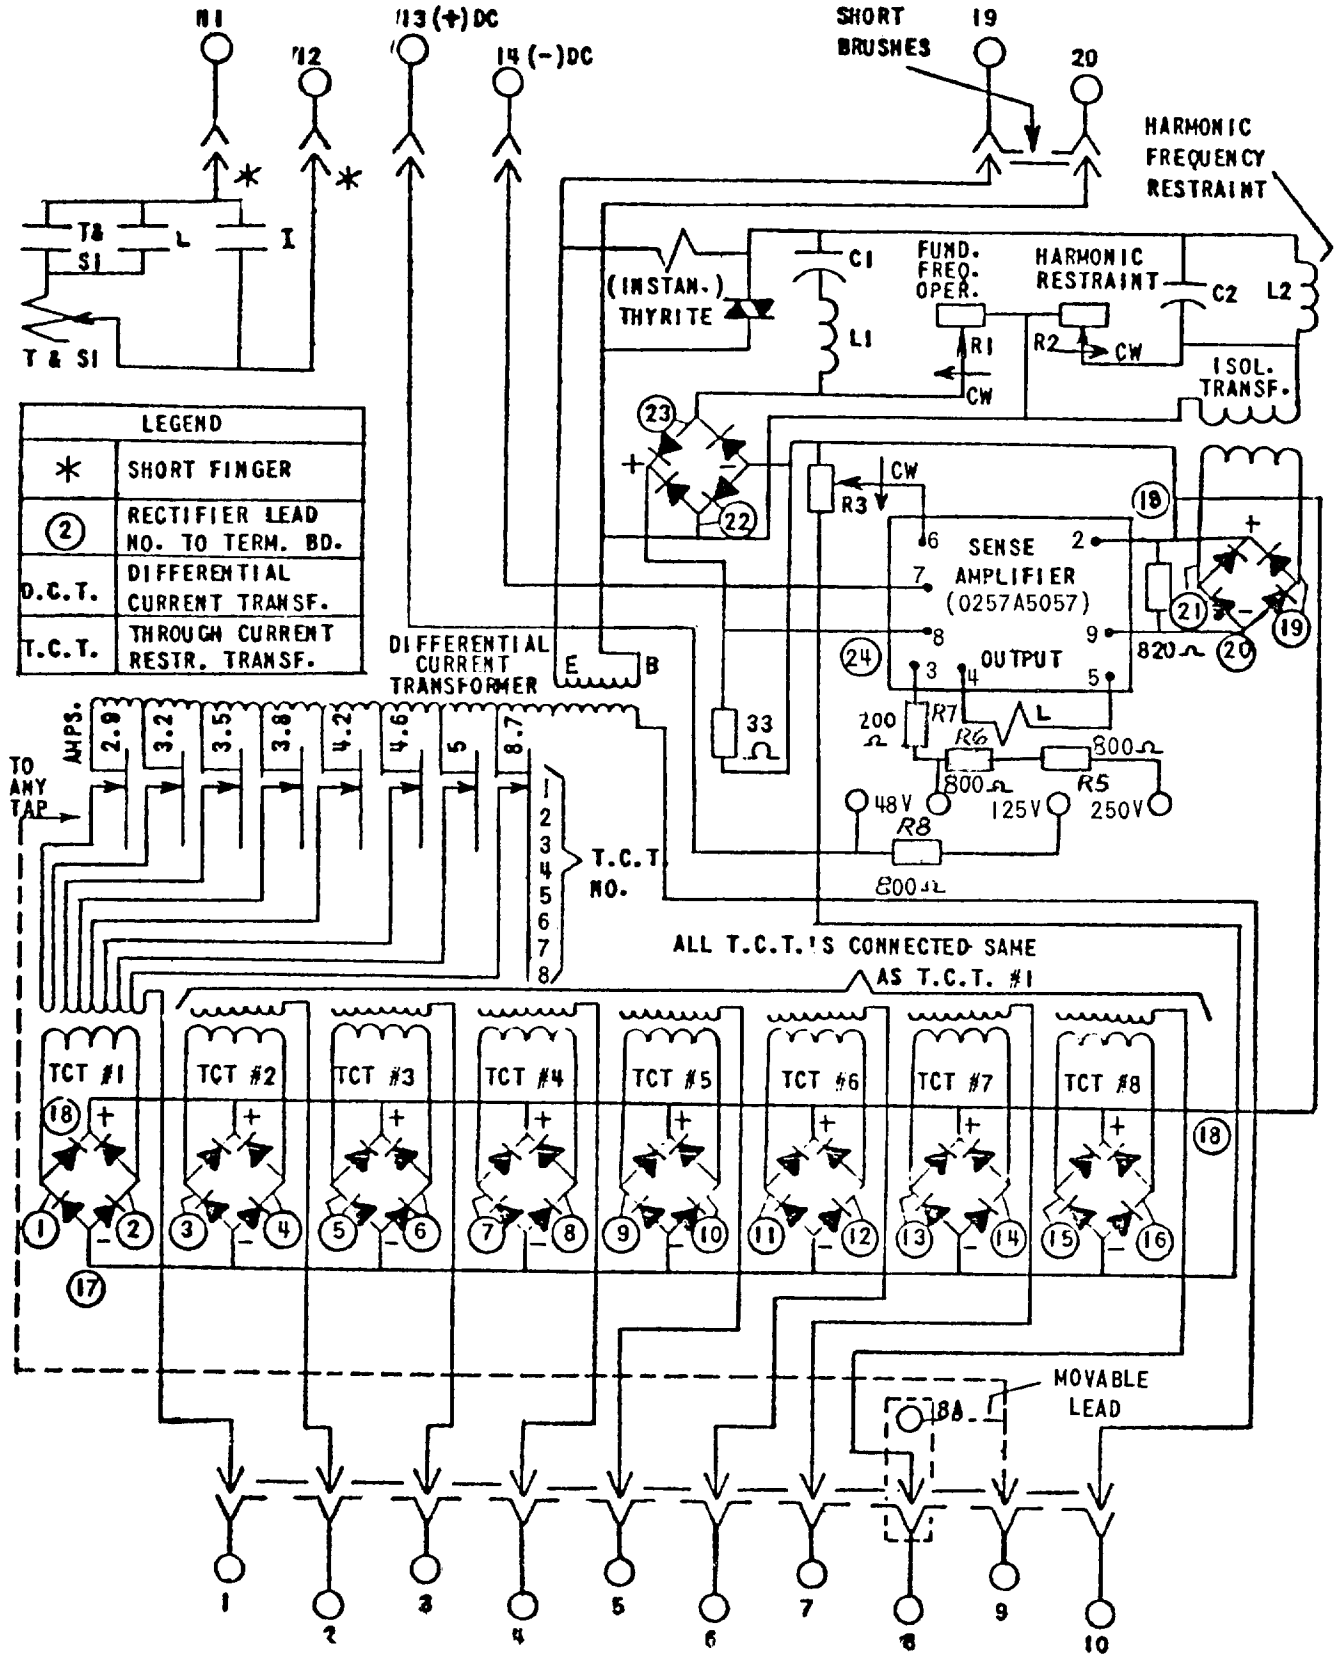 11
12
13 (+) DC
14 (-) DC
SHORT
BRUSHES
19
20
HARMONIC
FREQUENCY
RESTRAINT
*
*
T&
SI
L
I
T & SI
(INSTAN.)
THYRITE
C1
L1
FUND.
FREQ.
OPER.
HARMONIC
RESTRAINT
C2
L2
R1
R2
CW
CW
ISOL.
TRANSF.
LEGEND
* SHORT FINGER
2 RECTIFIER LEAD
NO. TO TERM. BD.
D.C.T. DIFFERENTIAL
CURRENT TRANSF.
T.C.T. THROUGH CURRENT
RESTR. TRANSF.
23
+
-
22
R3
CW
18
6
SENSE
AMPLIFIER
(0257A5057)
OUTPUT
2
7
8
9
3
4
5
24
+
-
21
19
20
820 Ω
DIFFERENTIAL
CURRENT
TRANSFORMER
E
B
33
Ω
200
Ω
R7
L
R6
800 Ω
800 Ω
R5
48V
125V
250V
R8
800 Ω
AMPS.
2.9
3.2
3.5
3.8
4.2
4.6
5
8.7
TO
ANY
TAP
1
2
3
4
5
6
7
8
T.C.T.
NO.
ALL T.C.T.'S CONNECTED SAME
AS T.C.T. #1
TCT #1
TCT #2
TCT #3
TCT #4
TCT #5
TCT #6
TCT #7
TCT #8
18
+
+
+
+
+
+
+
+
18
1
2
3
4
5
6
7
8
9
10
11
12
13
14
15
16
-
-
-
-
-
-
-
-
17
MOVABLE
LEAD
8A
1
2
3
4
5
6
7
8
9
10